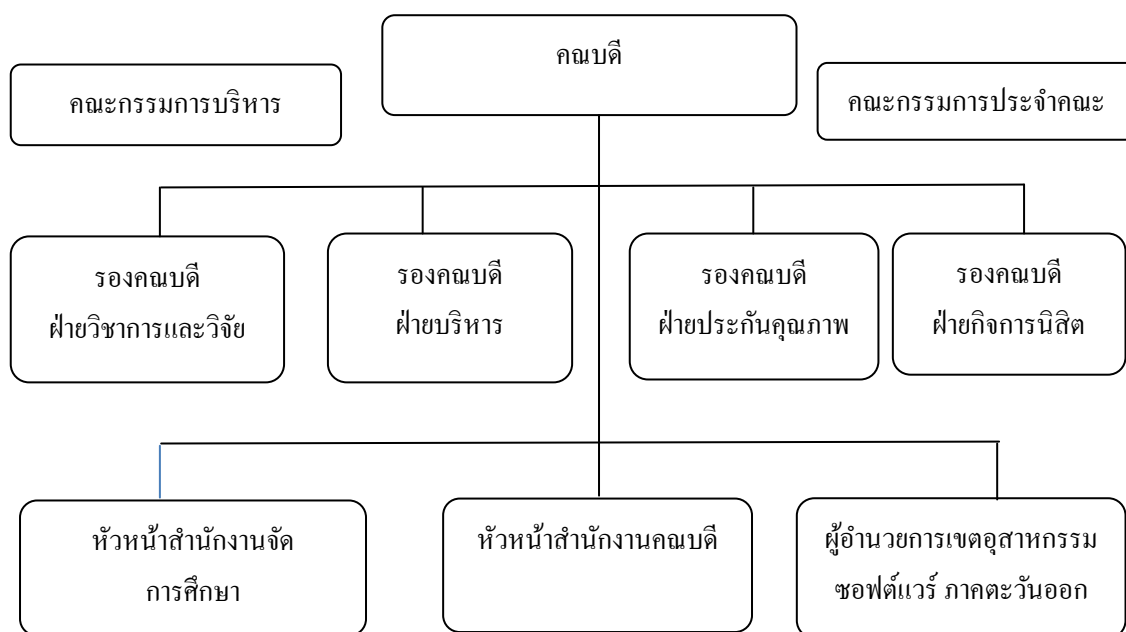 คณบดี
คณะกรรมการบริหาร
คณะกรรมการประจำคณะ
รองคณบดี
ฝ่ายวิชาการและวิจัย
รองคณบดี
ฝ่ายบริหาร
รองคณบดี
ฝ่ายประกันคุณภาพ
รองคณบดี
ฝ่ายกิจการนิสิต
หัวหน้าสำนักงานจัด
การศึกษา
หัวหน้าสำนักงานคณบดี
ผู้อำนวยการเขตอุสาหกรรม
ซอฟต์แวร์ ภาคตะวันออก